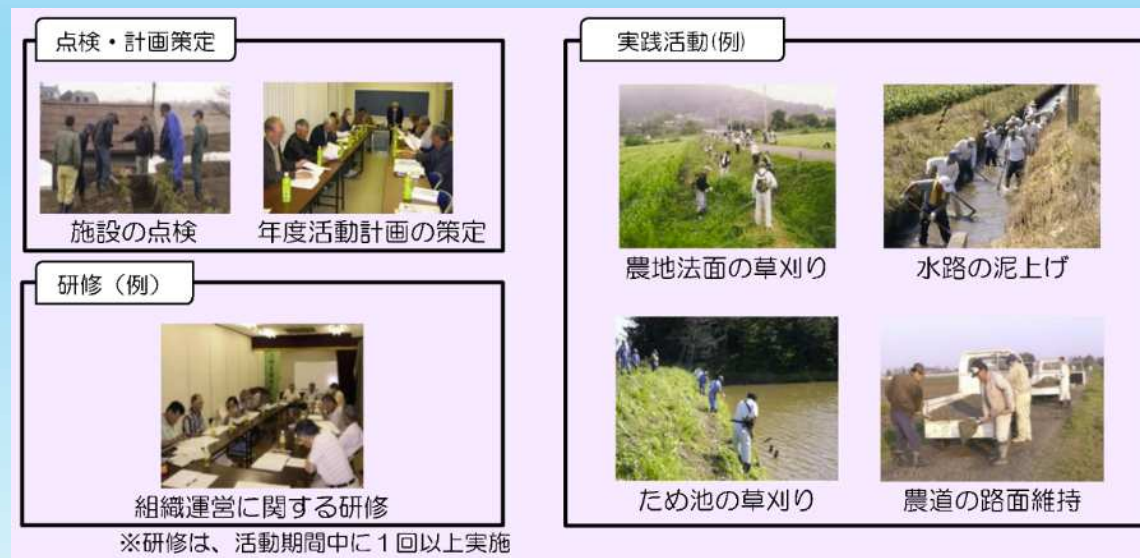 点検・計画策定
施設の点検
年度活動計画の策定
研修（例）
組織運営に関する研修
※研修は、活動期間中に１回以上実施
実践活動(例)
農地法面の草刈り
水路の泥上げ
ため池の草刈り
農道の路面維持